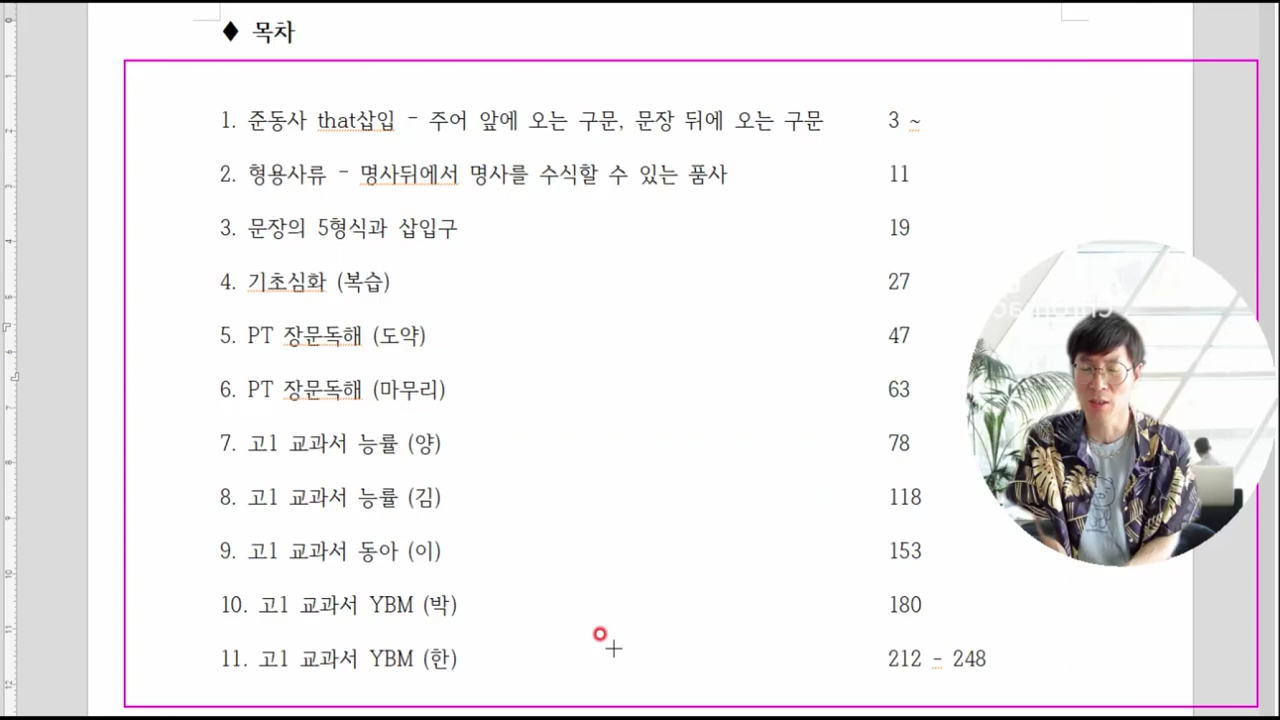 ◆ 목차
1. 준동사 that삽입 - 주어 앞에 오는 구문, 문장 뒤에 오는 구문 3 ~
2. 형용사류 - 명사뒤에서 명사를 수식할 수 있는 품사 11
3. 문장의 5형식과 삽입구 19
4. 기초심화 (복습) 27
5. PT 장문독해 (도약) 47
6. PT 장문독해 (마무리) 63
7. 고1 교과서 능률 (양) 78
8. 고1 교과서 능률 (김) 118
9. 고1 교과서 동아 (이) 153
10. 고1 교과서 YBM (박) 180
11. 고1 교과서 YBM (한) 212 - 248